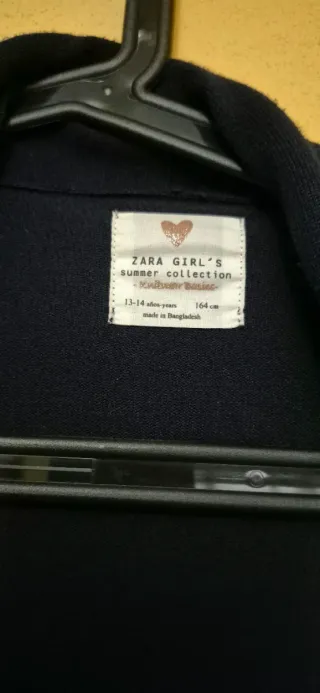 ZARA GIRL'S
summer collection
- Knitwear Basics -
13-14 años-years 164 cm
made in Bangladesh